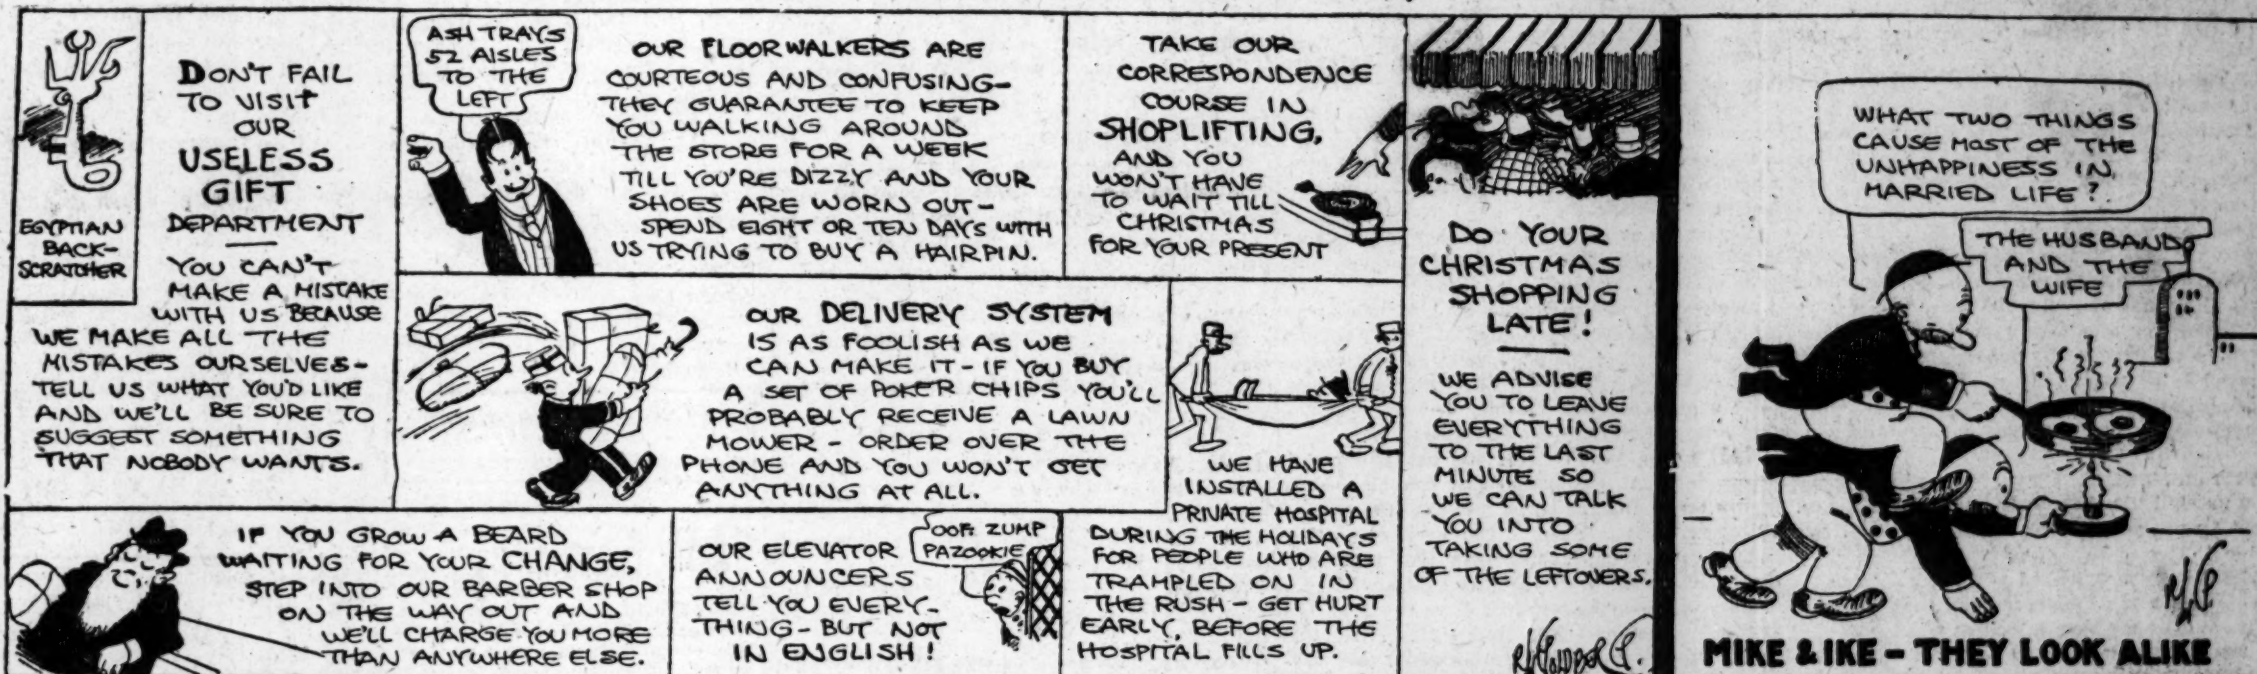 EGYPTIAN
BACK-
SCRATCHER
DON'T FAIL
TO VISIT
OUR
USELESS
GIFT
DEPARTMENT
YOU CAN'T
MAKE A MISTAKE
WITH US BECAUSE
WE MAKE ALL THE
MISTAKES OURSELVES-
TELL US WHAT YOU'D LIKE
AND WE'LL BE SURE TO
SUGGEST SOMETHING
THAT NOBODY WANTS.
ASH TRAYS
52 AISLES
TO THE
LEFT
OUR FLOORWALKERS ARE
COURTEOUS AND CONFUSING-
THEY GUARANTEE TO KEEP
YOU WALKING AROUND
THE STORE FOR A WEEK
TILL YOU'RE DIZZY AND YOUR
SHOES ARE WORN OUT-
SPEND EIGHT OR TEN DAYS WITH
US TRYING TO BUY A HAIRPIN.
TAKE OUR
CORRESPONDENCE
COURSE IN
SHOPLIFTING,
AND YOU
WON'T HAVE
TO WAIT TILL
CHRISTMAS
FOR YOUR PRESENT
OUR DELIVERY SYSTEM
IS AS FOOLISH AS WE
CAN MAKE IT - IF YOU BUY
A SET OF POKER CHIPS YOU'LL
PROBABLY RECEIVE A LAWN
MOWER - ORDER OVER THE
PHONE AND YOU WON'T GET
ANYTHING AT ALL.
WE HAVE
INSTALLED A
PRIVATE HOSPITAL
DURING THE HOLIDAYS
FOR PEOPLE WHO ARE
TRAMPLED ON IN
THE RUSH - GET HURT
EARLY, BEFORE THE
HOSPITAL FILLS UP.
IF YOU GROW A BEARD
WAITING FOR YOUR CHANGE,
STEP INTO OUR BARBER SHOP
ON THE WAY OUT AND
WE'LL CHARGE YOU MORE
THAN ANYWHERE ELSE.
OUR ELEVATOR
ANNOUNCERS
TELL YOU EVERY-
THING - BUT NOT
IN ENGLISH!
OOF! ZUMP
PAZOOKIE
DO YOUR
CHRISTMAS
SHOPPING
LATE!
WE ADVISE
YOU TO LEAVE
EVERYTHING
TO THE LAST
MINUTE SO
WE CAN TALK
YOU INTO
TAKING SOME
OF THE LEFTOVERS.
WHAT TWO THINGS
CAUSE MOST OF THE
UNHAPPINESS IN
MARRIED LIFE?
THE HUSBAND
AND THE
WIFE
MIKE & IKE - THEY LOOK ALIKE